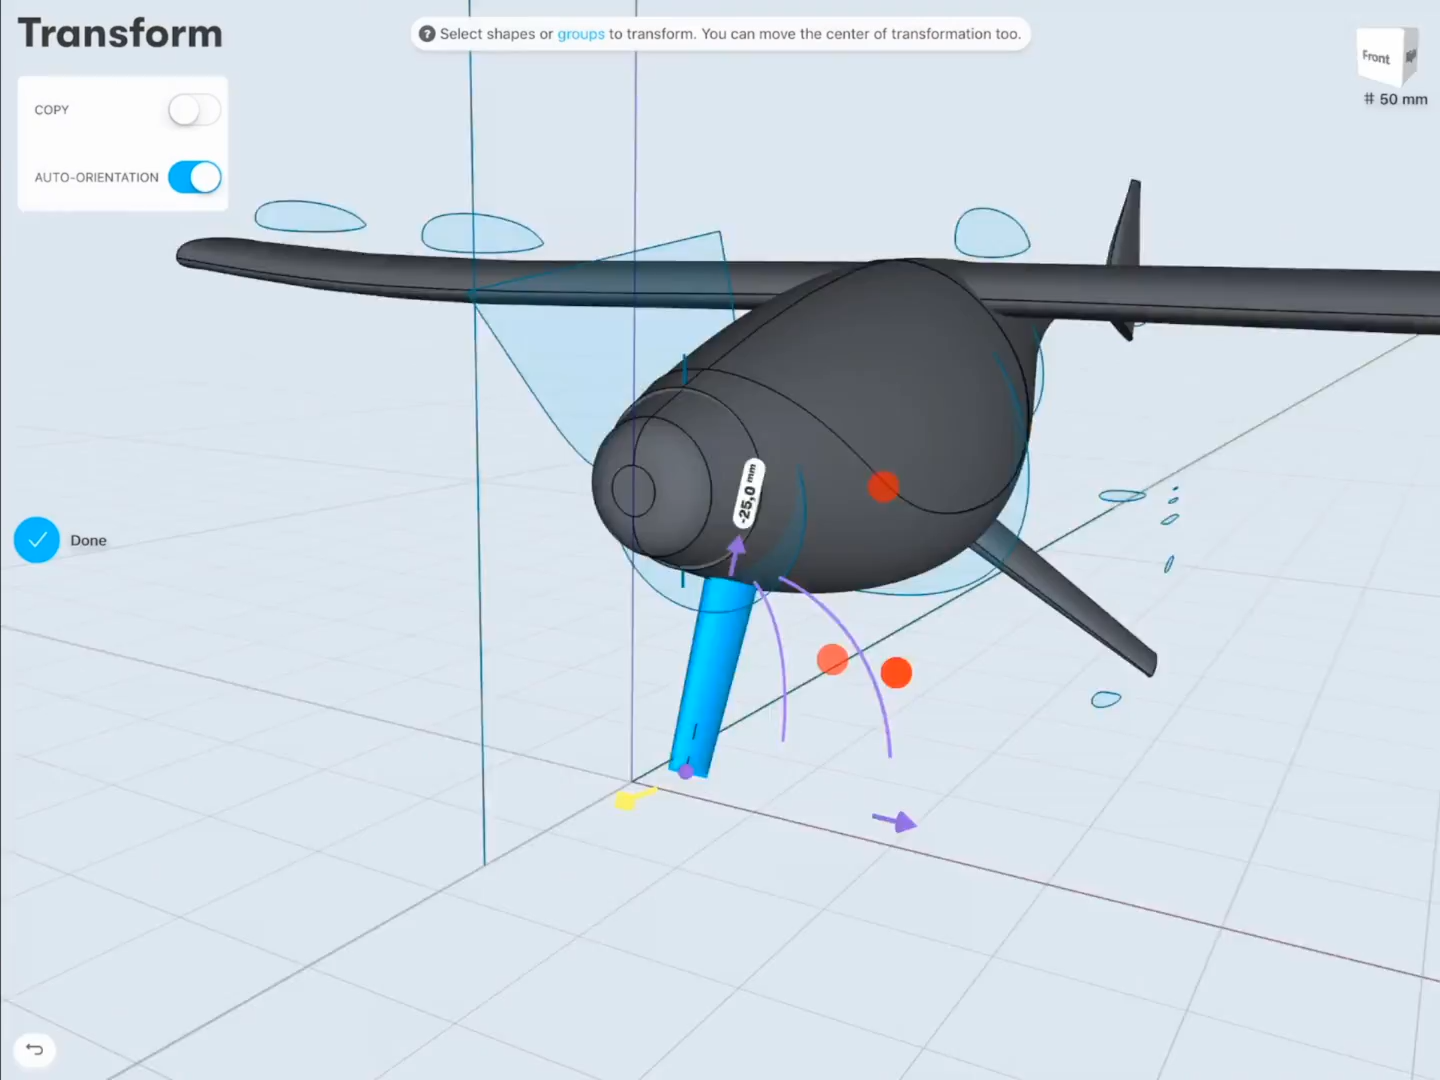 Transform
Select shapes or groups to transform. You can move the center of transformation too.
Front
# 50 mm
COPY
AUTO-ORIENTATION
-25,0 mm
Done